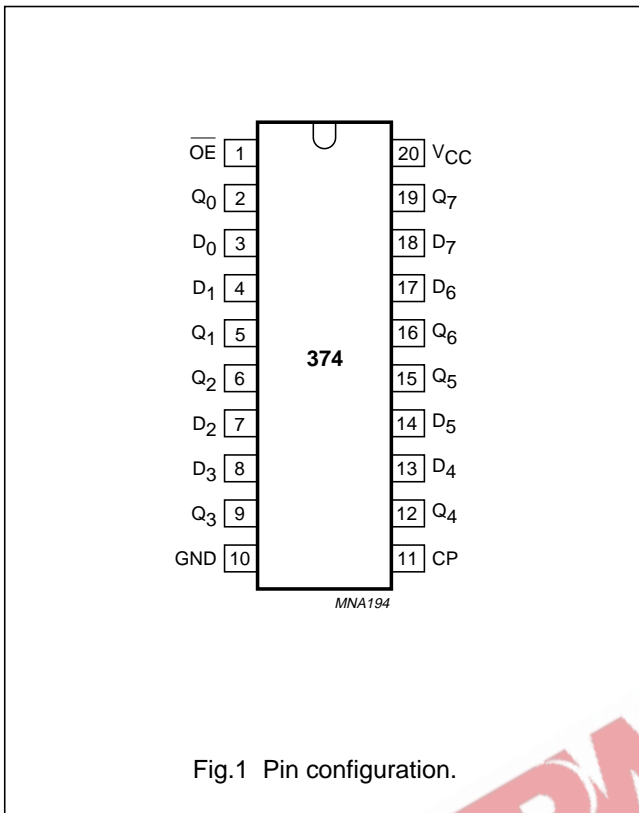 OE 1 20 VCC
Q0 2 19 Q7
D0 3 18 D7
D1 4 17 D6
Q1 5 16 Q6
374
Q2 6 15 Q5
D2 7 14 D5
D3 8 13 D4
Q3 9 12 Q4
GND 10 11 CP
MNA194
Fig.1 Pin configuration.